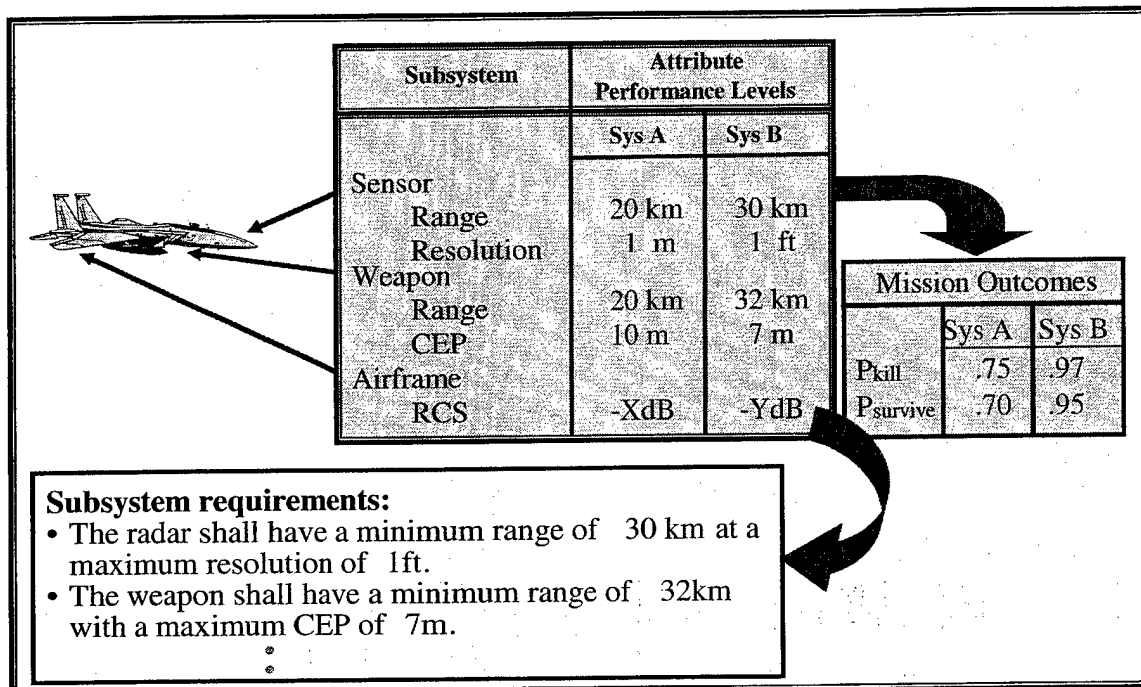 Subsystem Attribute
Performance Levels
Sys A Sys B
Sensor
Range 20 km 30 km
Resolution 1 m 1 ft
Weapon
Range 20 km 32 km
CEP 10 m 7 m
Airframe
RCS -XdB -YdB
Mission Outcomes
Sys A Sys B
Pkill .75 .97
Psurvive .70 .95
Subsystem requirements:
• The radar shall have a minimum range of 30 km at a
maximum resolution of 1ft.
• The weapon shall have a minimum range of 32km
with a maximum CEP of 7m.